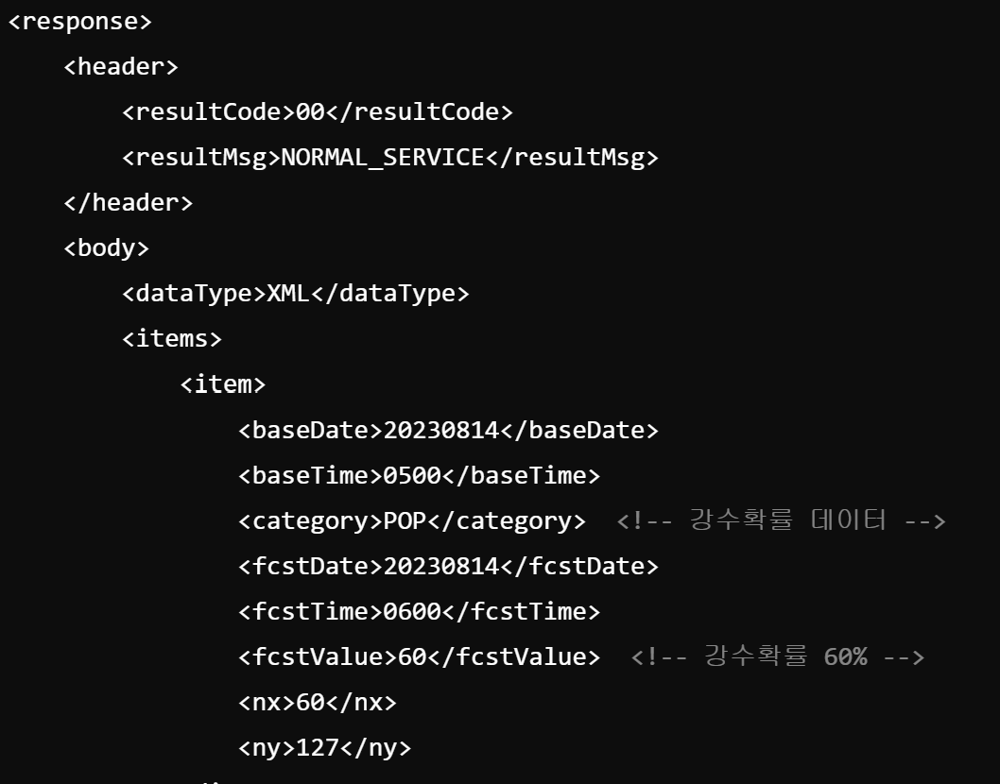 <response>
<header>
<resultCode>00</resultCode>
<resultMsg>NORMAL_SERVICE</resultMsg>
</header>
<body>
<dataType>XML</dataType>
<items>
<item>
<baseDate>20230814</baseDate>
<baseTime>0500</baseTime>
<category>POP</category>  <!-- 강수확률 데이터 -->
<fcstDate>20230814</fcstDate>
<fcstTime>0600</fcstTime>
<fcstValue>60</fcstValue>  <!-- 강수확률 60% -->
<nx>60</nx>
<ny>127</ny>